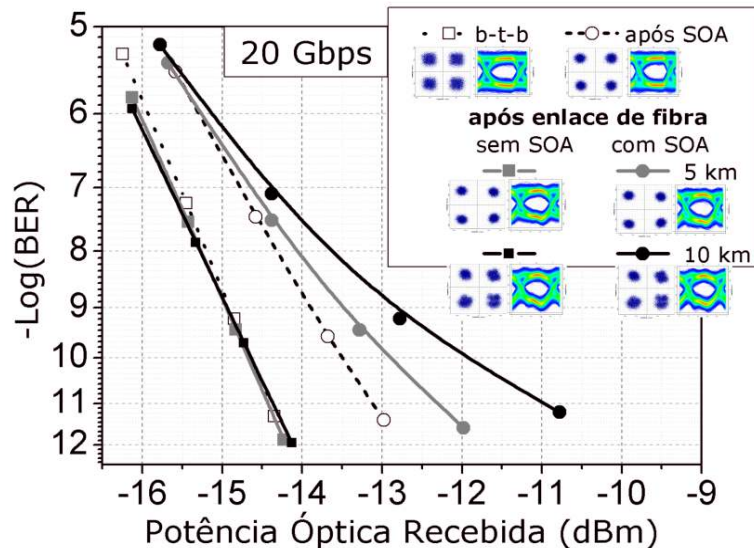 20 Gbps
b-t-b após SOA
após enlace de fibra
sem SOA com SOA
5 km
10 km
-Log(BER)
5
6
7
8
9
10
11
12
-16 -15 -14 -13 -12 -11 -10 -9
Potência Óptica Recebida (dBm)